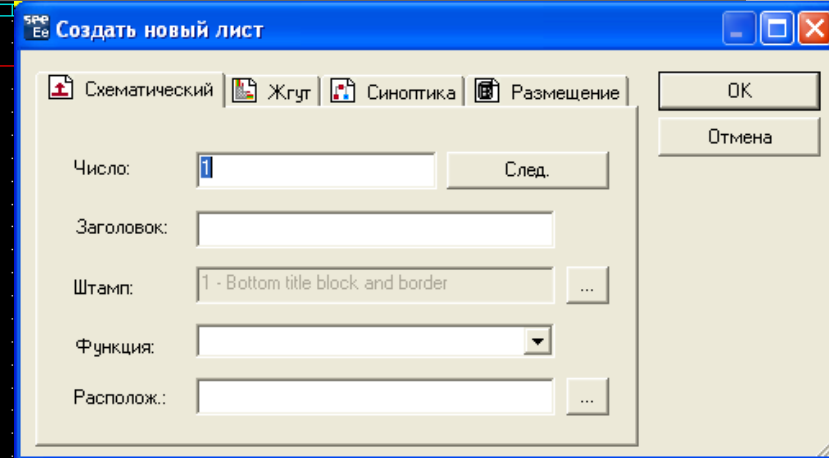 see
Ee Создать новый лист
Схематический Жгут Синоптика Размещение
OK
Отмена
Число: 1 След.
Заголовок:
Штамп: 1 - Bottom title block and border ...
Функция:
Располож.: ...